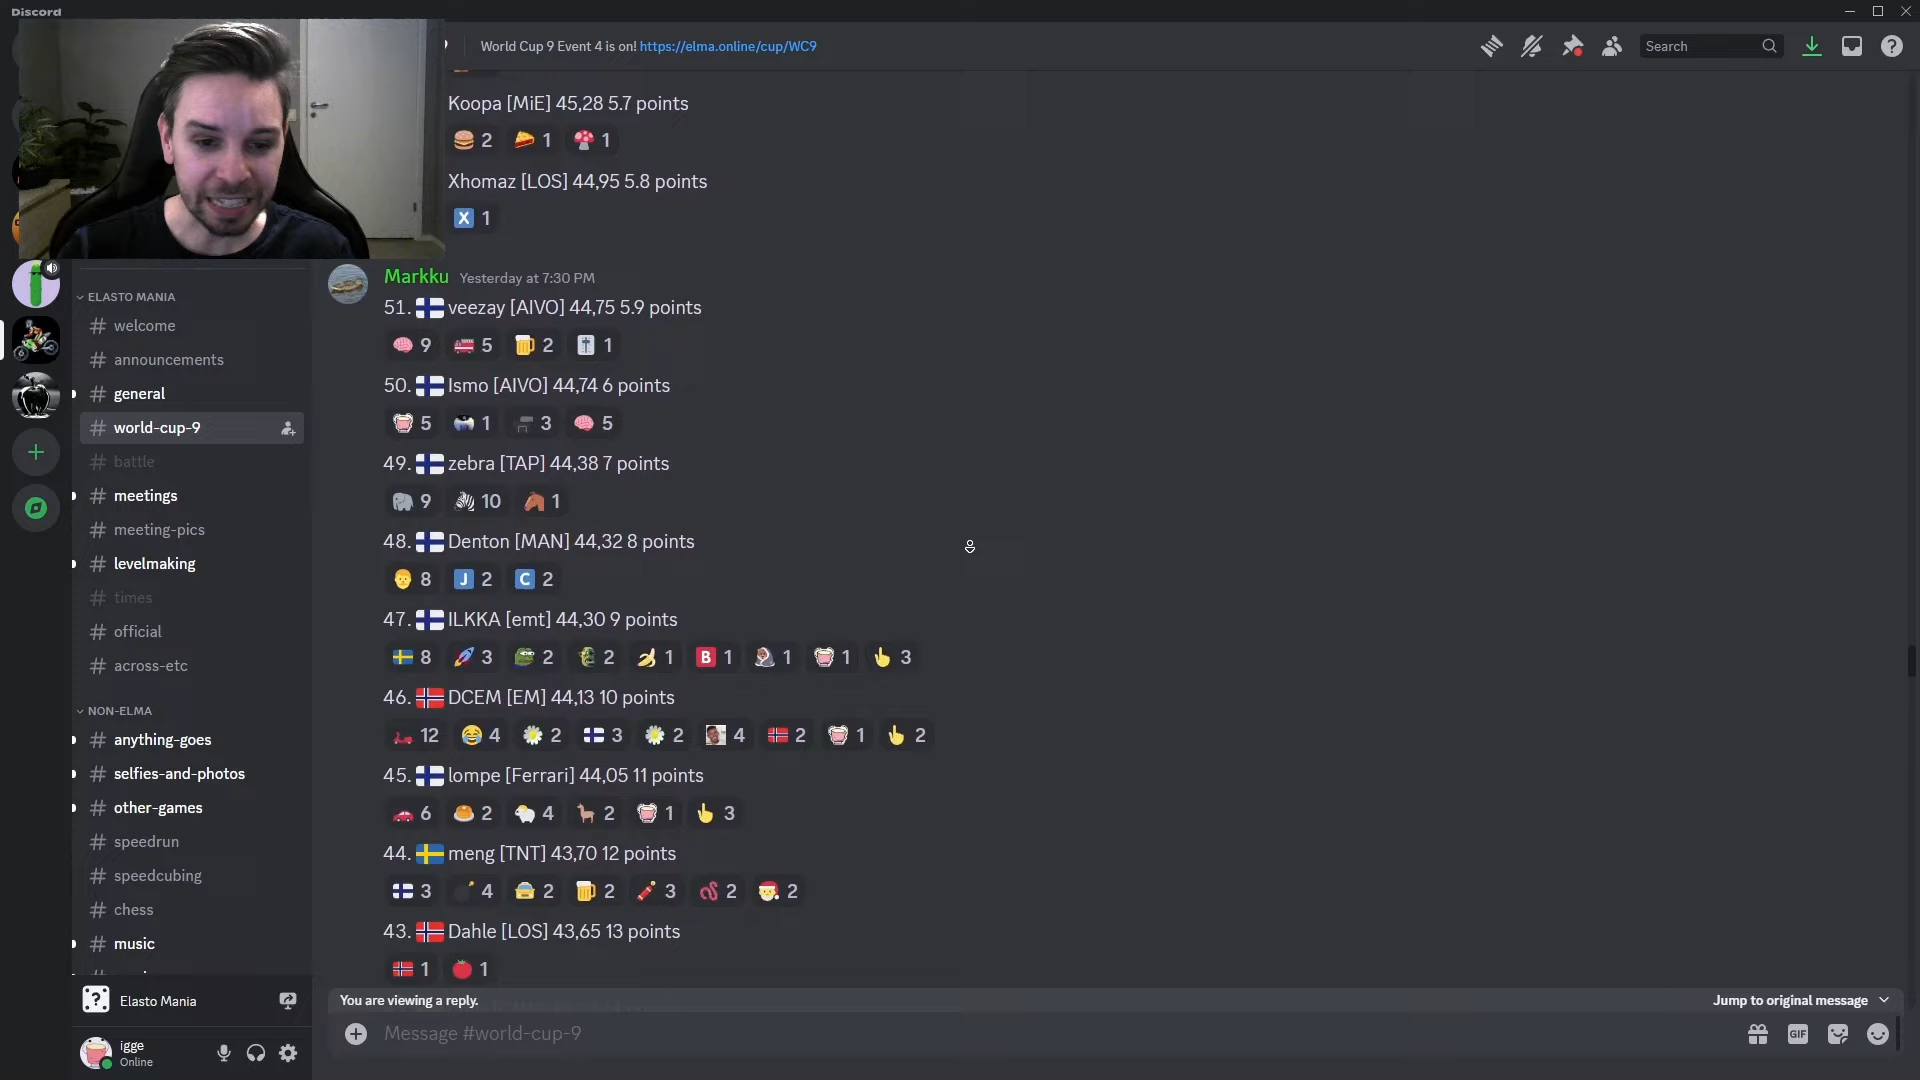 Discord
World Cup 9 Event 4 is on! https://elma.online/cup/WC9
Search
Koopa [MiE] 45,28 5.7 points
2 1 1
Xhomaz [LOS] 44,95 5.8 points
X 1
Markku Yesterday at 7:30 PM
51. veezay [AIVO] 44,75 5.9 points
9 5 2 1
50. Ismo [AIVO] 44,74 6 points
5 1 3 5
49. zebra [TAP] 44,38 7 points
9 10 1
48. Denton [MAN] 44,32 8 points
8 J 2 C 2
47. ILKKA [emt] 44,30 9 points
8 3 2 2 1 B 1 1 1 3
46. DCEM [EM] 44,13 10 points
12 4 2 3 2 4 2 1 2
45. lompe [Ferrari] 44,05 11 points
6 2 4 2 1 3
44. meng [TNT] 43,70 12 points
3 4 2 2 3 2 2
43. Dahle [LOS] 43,65 13 points
1 1
You are viewing a reply.
Jump to original message
Message #world-cup-9
GIF
ELASTO MANIA
# welcome
# announcements
# general
# world-cup-9
# battle
# meetings
# meeting-pics
# levelmaking
# times
# official
# across-etc
NON-ELMA
# anything-goes
# selfies-and-photos
# other-games
# speedrun
# speedcubing
# chess
# music
? Elasto Mania
igge
Online